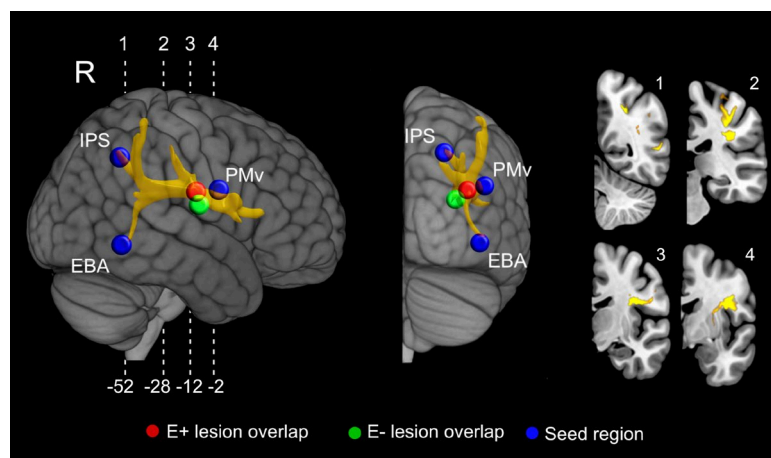 1 2 3 4
R
IPS
PMv
EBA
-52 -28 -12 -2
IPS
PMv
EBA
1 2
3 4
E+ lesion overlap E- lesion overlap Seed region